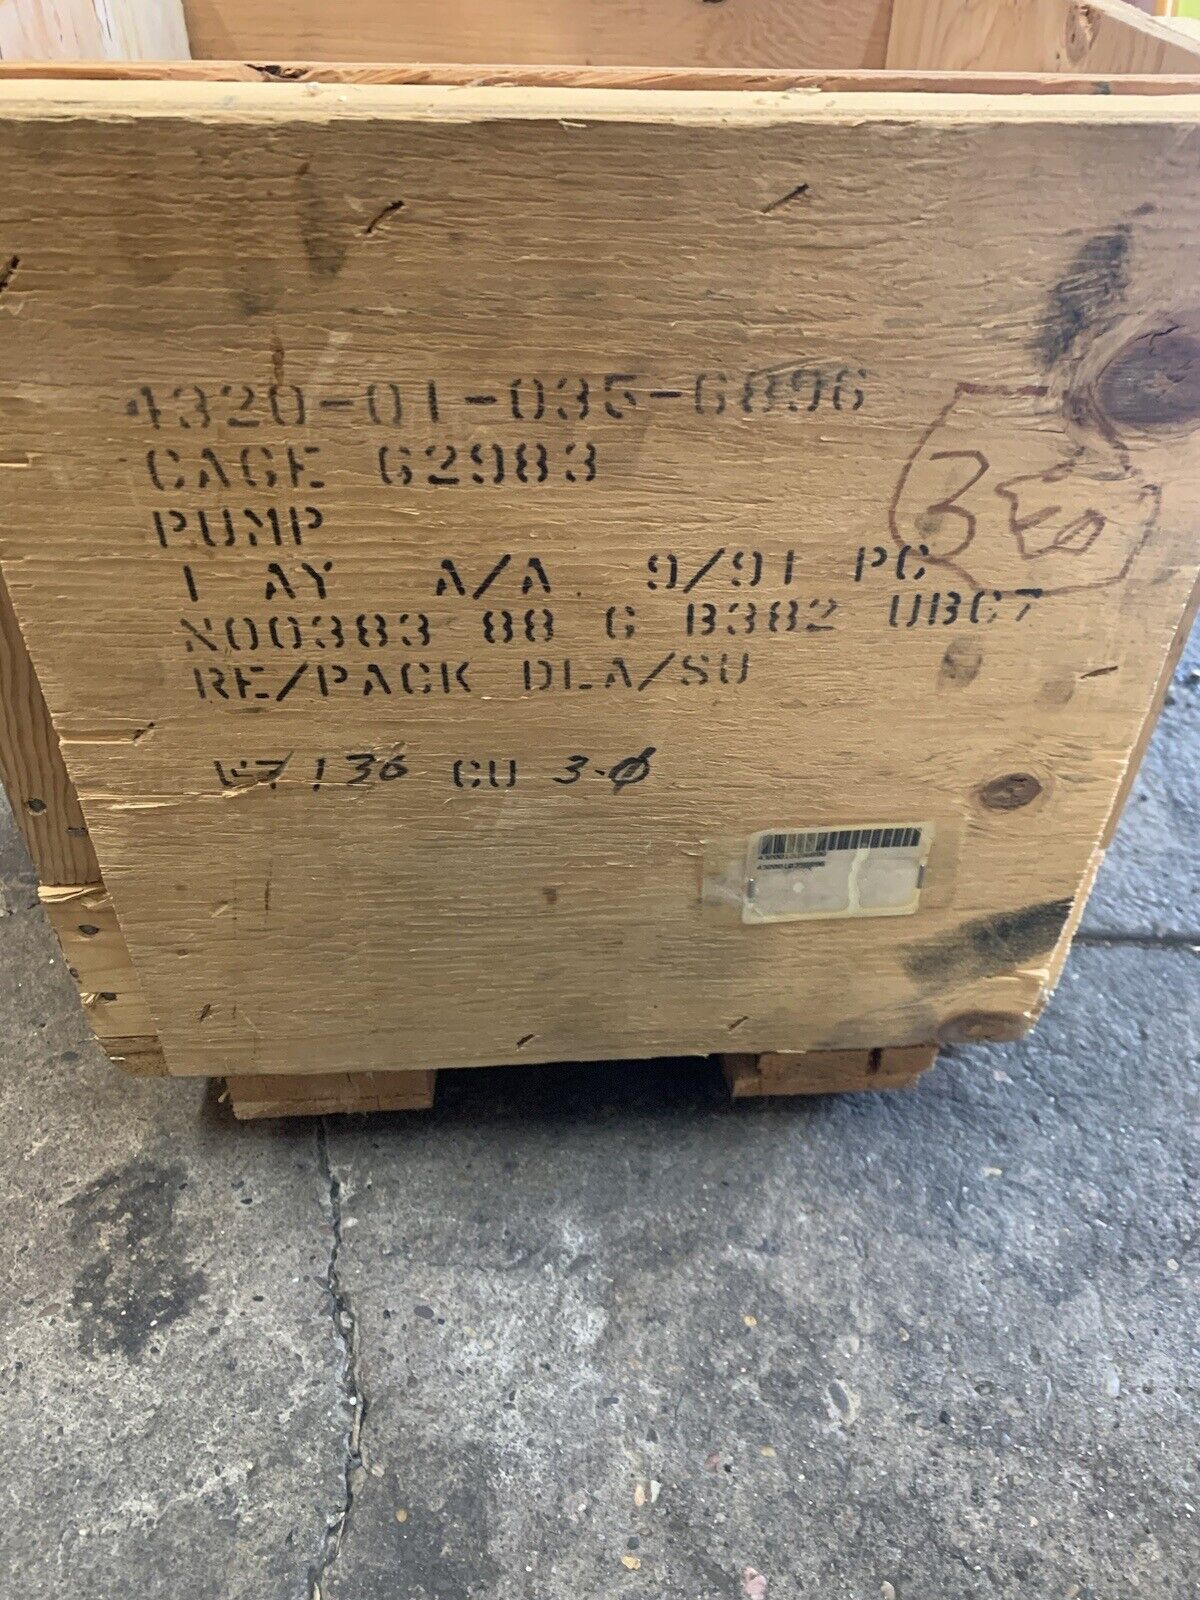 4320-01-035-6896
CAGE 62983
PUMP
1 AY A/A 9/91 PC
N00383 88 G B382 UBC7
RE/PACK DLA/SU
136 CU 3-Ø